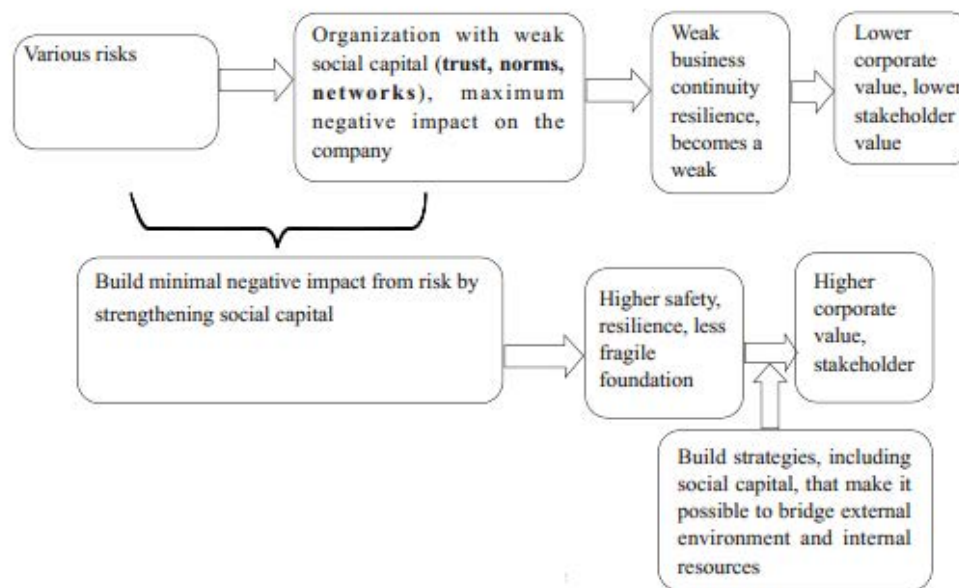 Various risks
Organization with weak
social capital (trust, norms,
networks), maximum
negative impact on the
company
Weak
business
continuity
resilience,
becomes a
weak
Lower
corporate
value, lower
stakeholder
value
Build minimal negative impact from risk by
strengthening social capital
Higher safety,
resilience, less
fragile
foundation
Higher
corporate
value,
stakeholder
Build strategies, including
social capital, that make it
possible to bridge external
environment and internal
resources